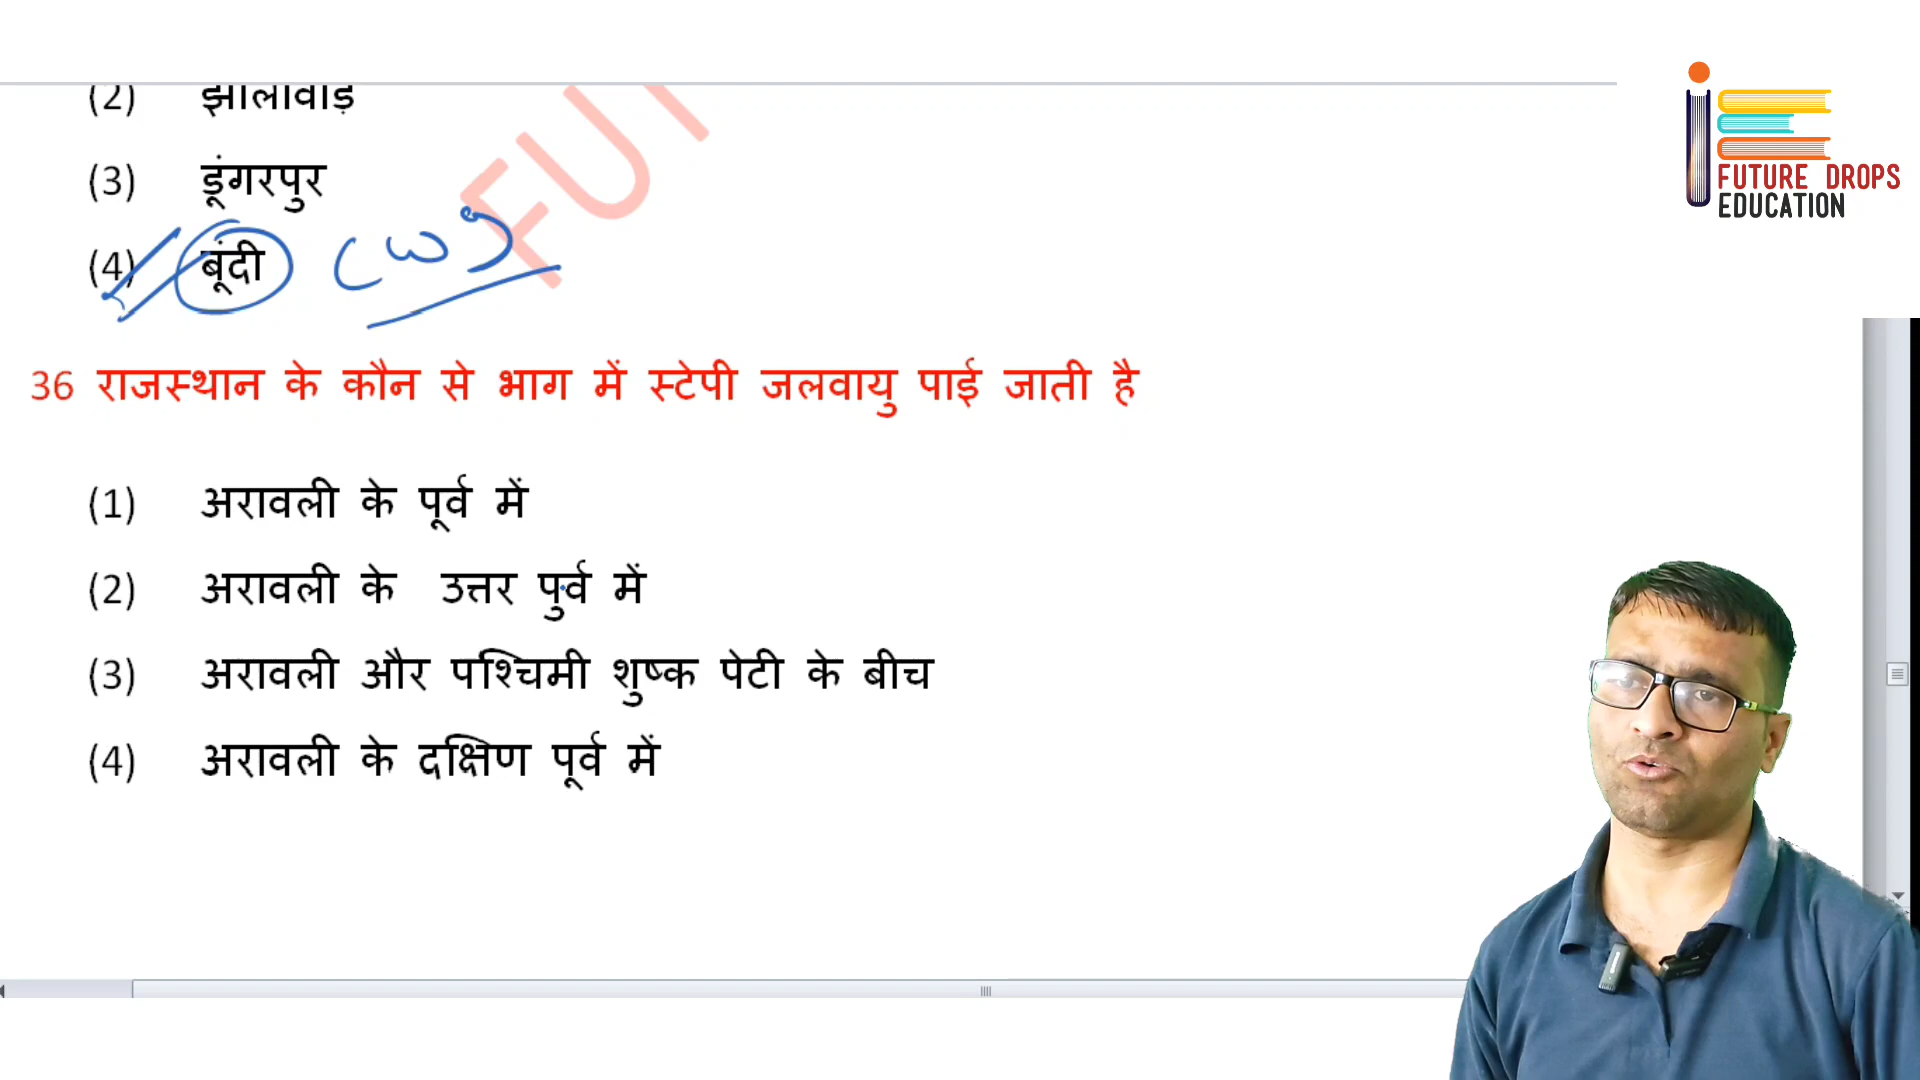 (2) झालावाड़
(3) डूंगरपुर
(4) बूंदी
36 राजस्थान के कौन से भाग में स्टेपी जलवायु पाई जाती है
(1) अरावली के पूर्व में
(2) अरावली के उत्तर पुर्व में
(3) अरावली और पश्चिमी शुष्क पेटी के बीच
(4) अरावली के दक्षिण पूर्व में
FUT
FUTURE DROPS
EDUCATION